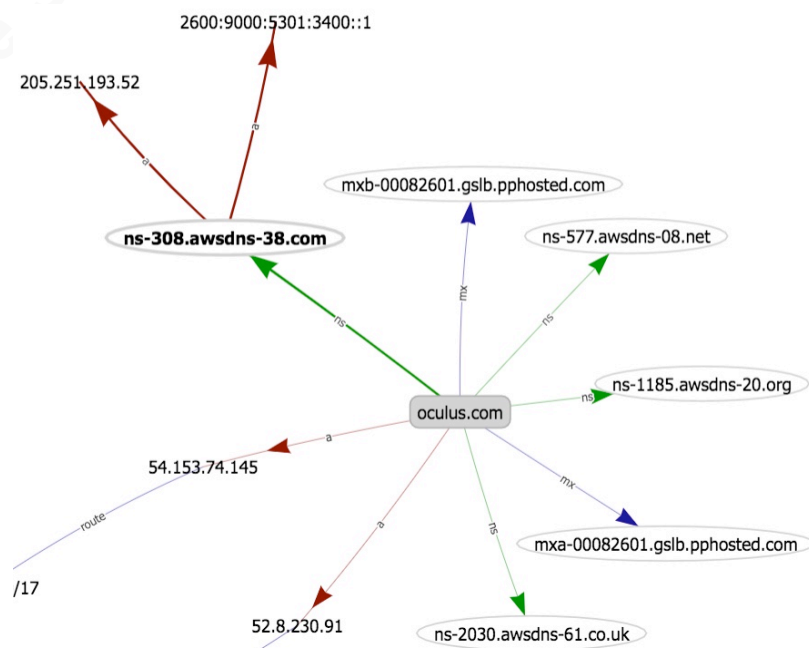 2600:9000:5301:3400::1
205.251.193.52
a
a
mxb-00082601.gslb.pphosted.com
ns-308.awsdns-38.com
ns-577.awsdns-08.net
mx
ns
ns
ns-1185.awsdns-20.org
ns
oculus.com
a
54.153.74.145
mx
route
a
ns
mxa-00082601.gslb.pphosted.com
/17
52.8.230.91
ns-2030.awsdns-61.co.uk